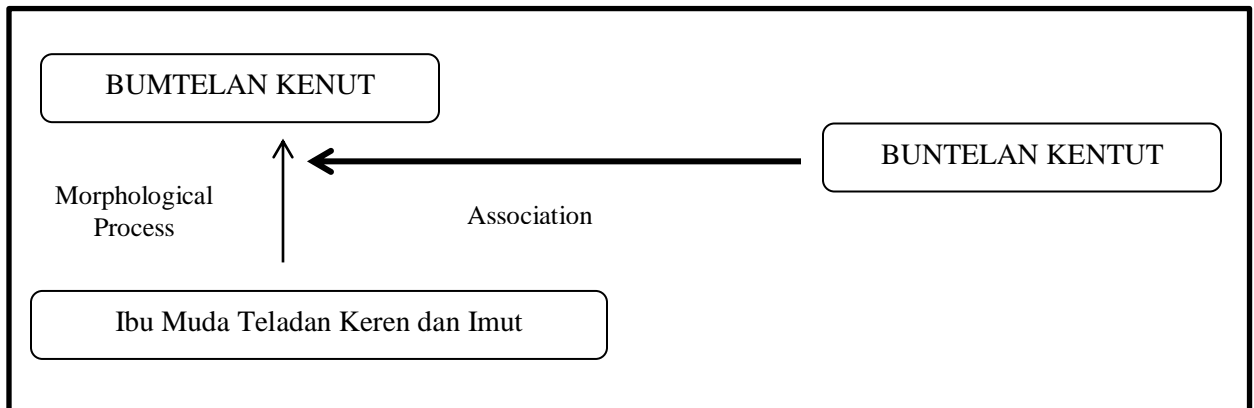 BUMTELAN KENUT
BUNTELAN KENTUT
Morphological
Process
Association
Ibu Muda Teladan Keren dan Imut